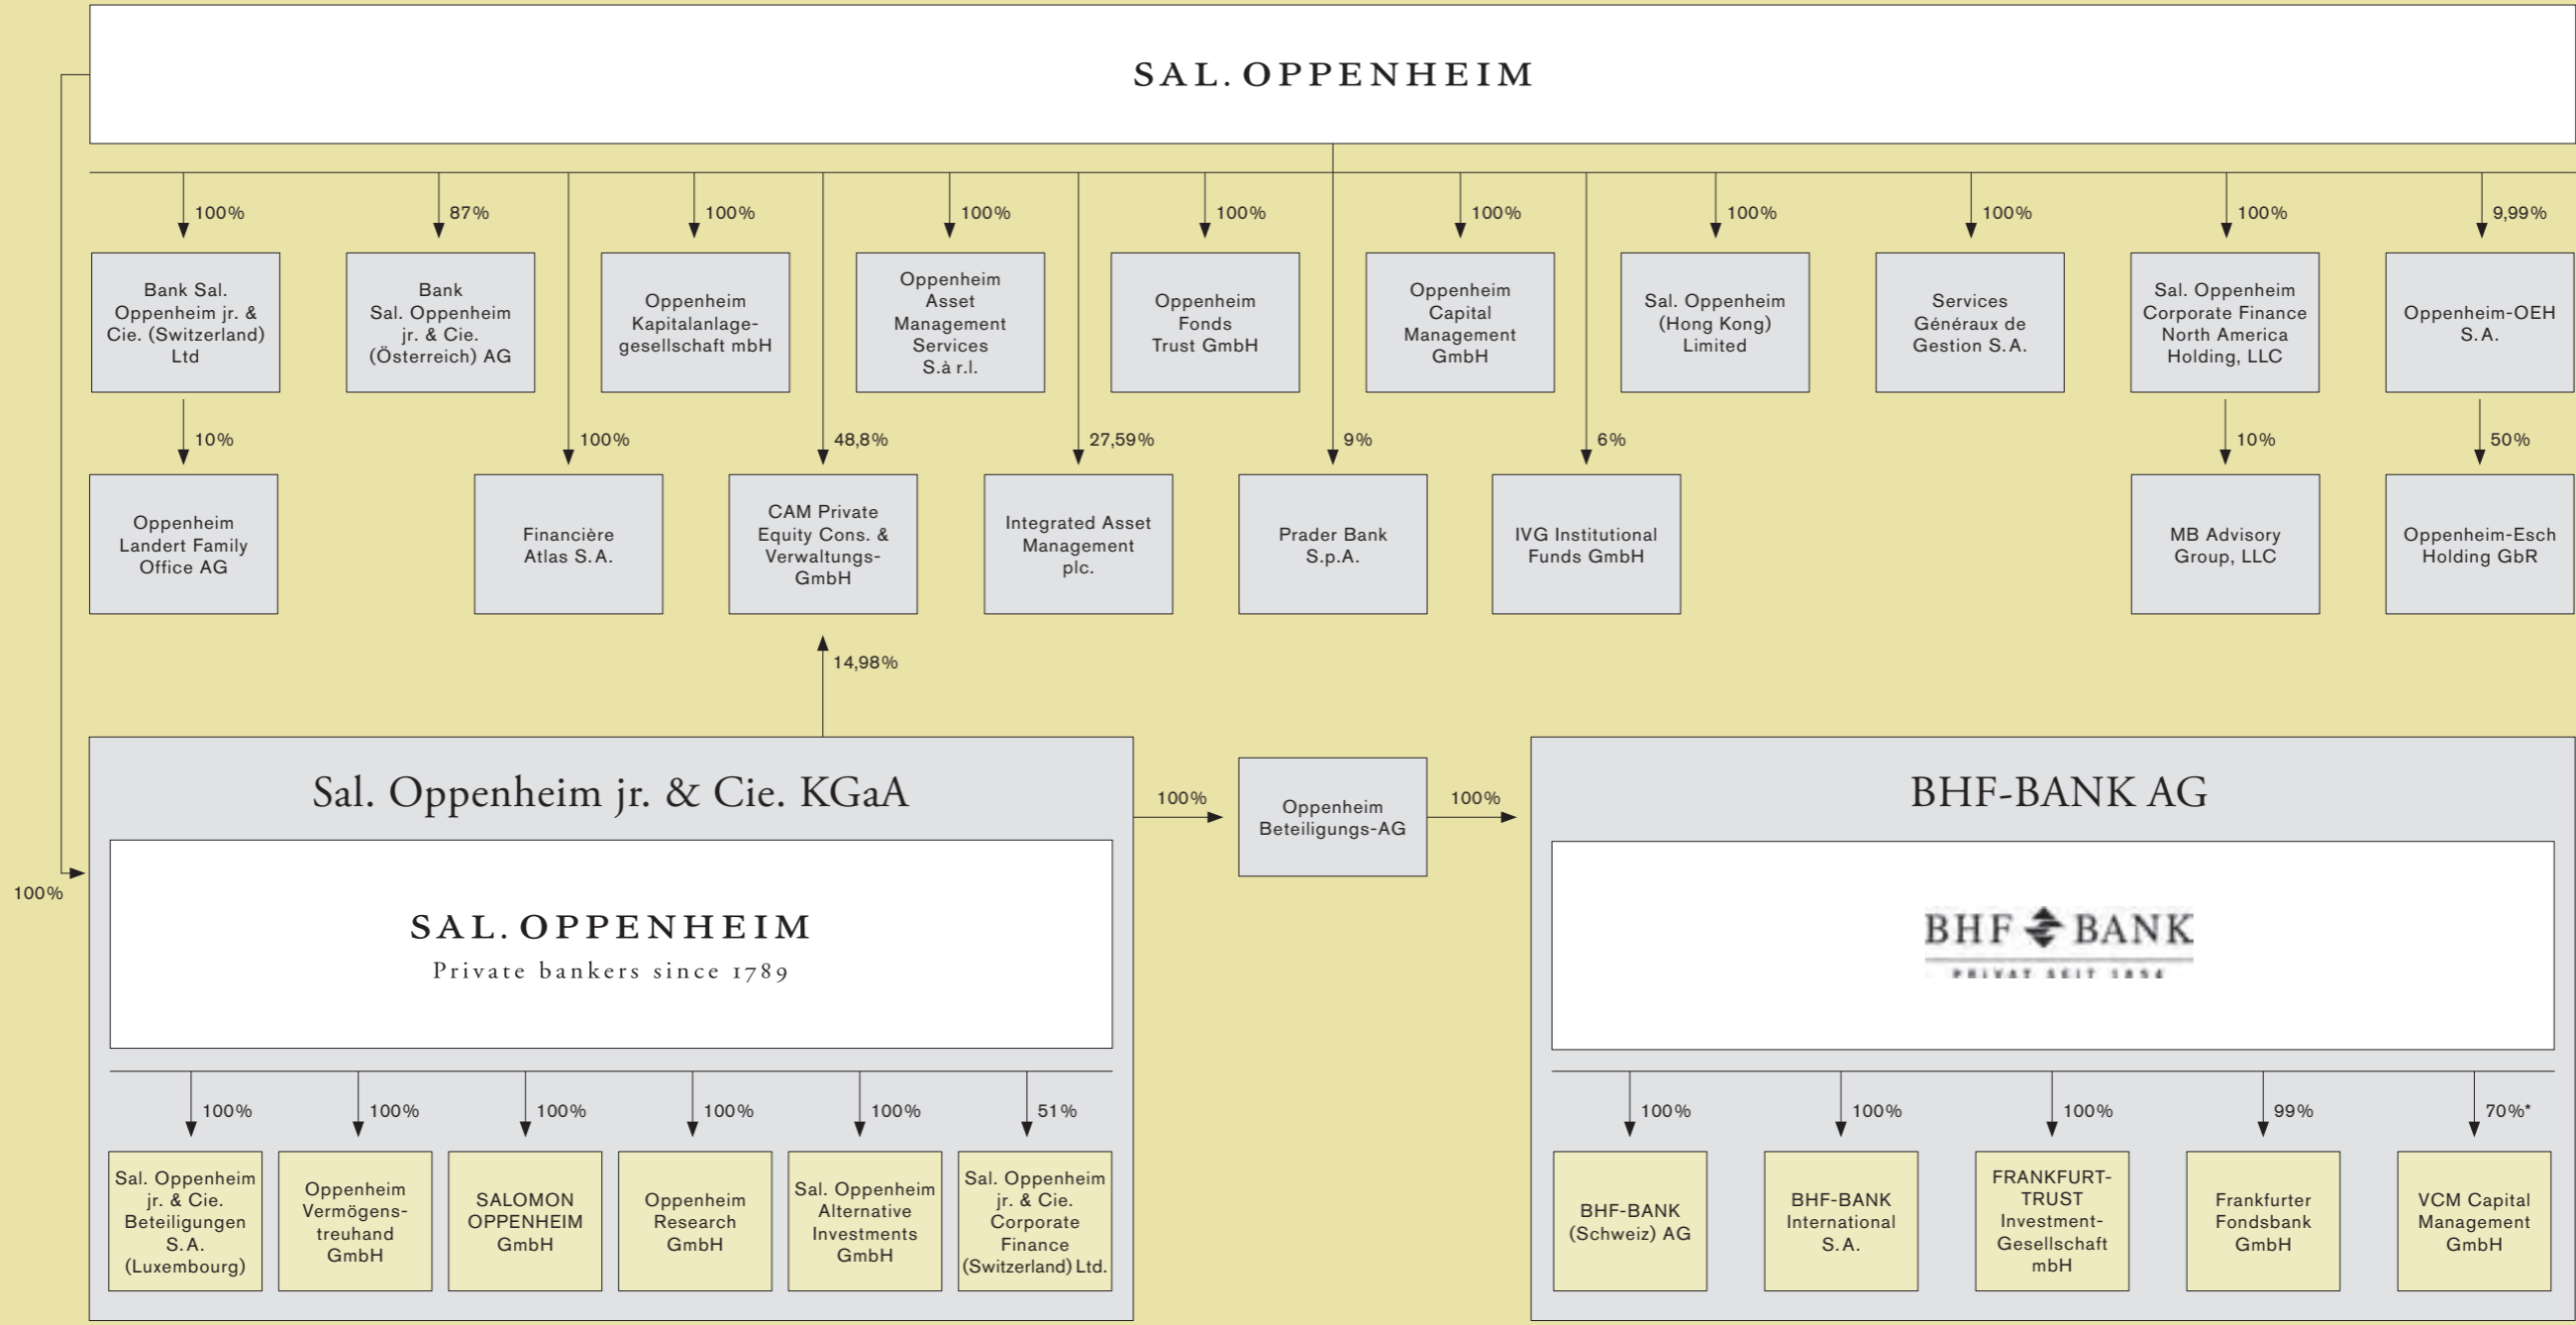 SAL. OPPENHEIM
100%
87%
100%
100%
100%
100%
100%
100%
100%
9,99%
Bank Sal.
Oppenheim jr. &
Cie. (Switzerland)
Ltd
Bank
Sal. Oppenheim
jr. & Cie.
(Österreich) AG
Oppenheim
Kapitalanlage-
gesellschaft mbH
Oppenheim
Asset
Management
Services
S.à r.l.
Oppenheim
Fonds
Trust GmbH
Oppenheim
Capital
Management
GmbH
Sal. Oppenheim
(Hong Kong)
Limited
Services
Généraux de
Gestion S.A.
Sal. Oppenheim
Corporate Finance
North America
Holding, LLC
Oppenheim-OEH
S.A.
10%
100%
48,8%
27,59%
9%
6%
10%
50%
Oppenheim
Landert Family
Office AG
Financière
Atlas S.A.
CAM Private
Equity Cons. &
Verwaltungs-
GmbH
Integrated Asset
Management
plc.
Prader Bank
S.p.A.
IVG Institutional
Funds GmbH
MB Advisory
Group, LLC
Oppenheim-Esch
Holding GbR
14,98%
100%
Sal. Oppenheim jr. & Cie. KGaA
SAL. OPPENHEIM
Private bankers since 1789
100%
Oppenheim
Beteiligungs-AG
100%
BHF-BANK AG
BHF BANK
PRIVAT SEIT 1854
100%
100%
100%
100%
100%
51%
Sal. Oppenheim
jr. & Cie.
Beteiligungen
S.A.
(Luxembourg)
Oppenheim
Vermögens-
treuhand
GmbH
SALOMON
OPPENHEIM
GmbH
Oppenheim
Research
GmbH
Sal. Oppenheim
Alternative
Investments
GmbH
Sal. Oppenheim
jr. & Cie.
Corporate
Finance
(Switzerland) Ltd.
100%
100%
100%
99%
70%*
BHF-BANK
(Schweiz) AG
BHF-BANK
International
S.A.
FRANKFURT-
TRUST
Investment-
Gesellschaft
mbH
Frankfurter
Fondsbank
GmbH
VCM Capital
Management
GmbH